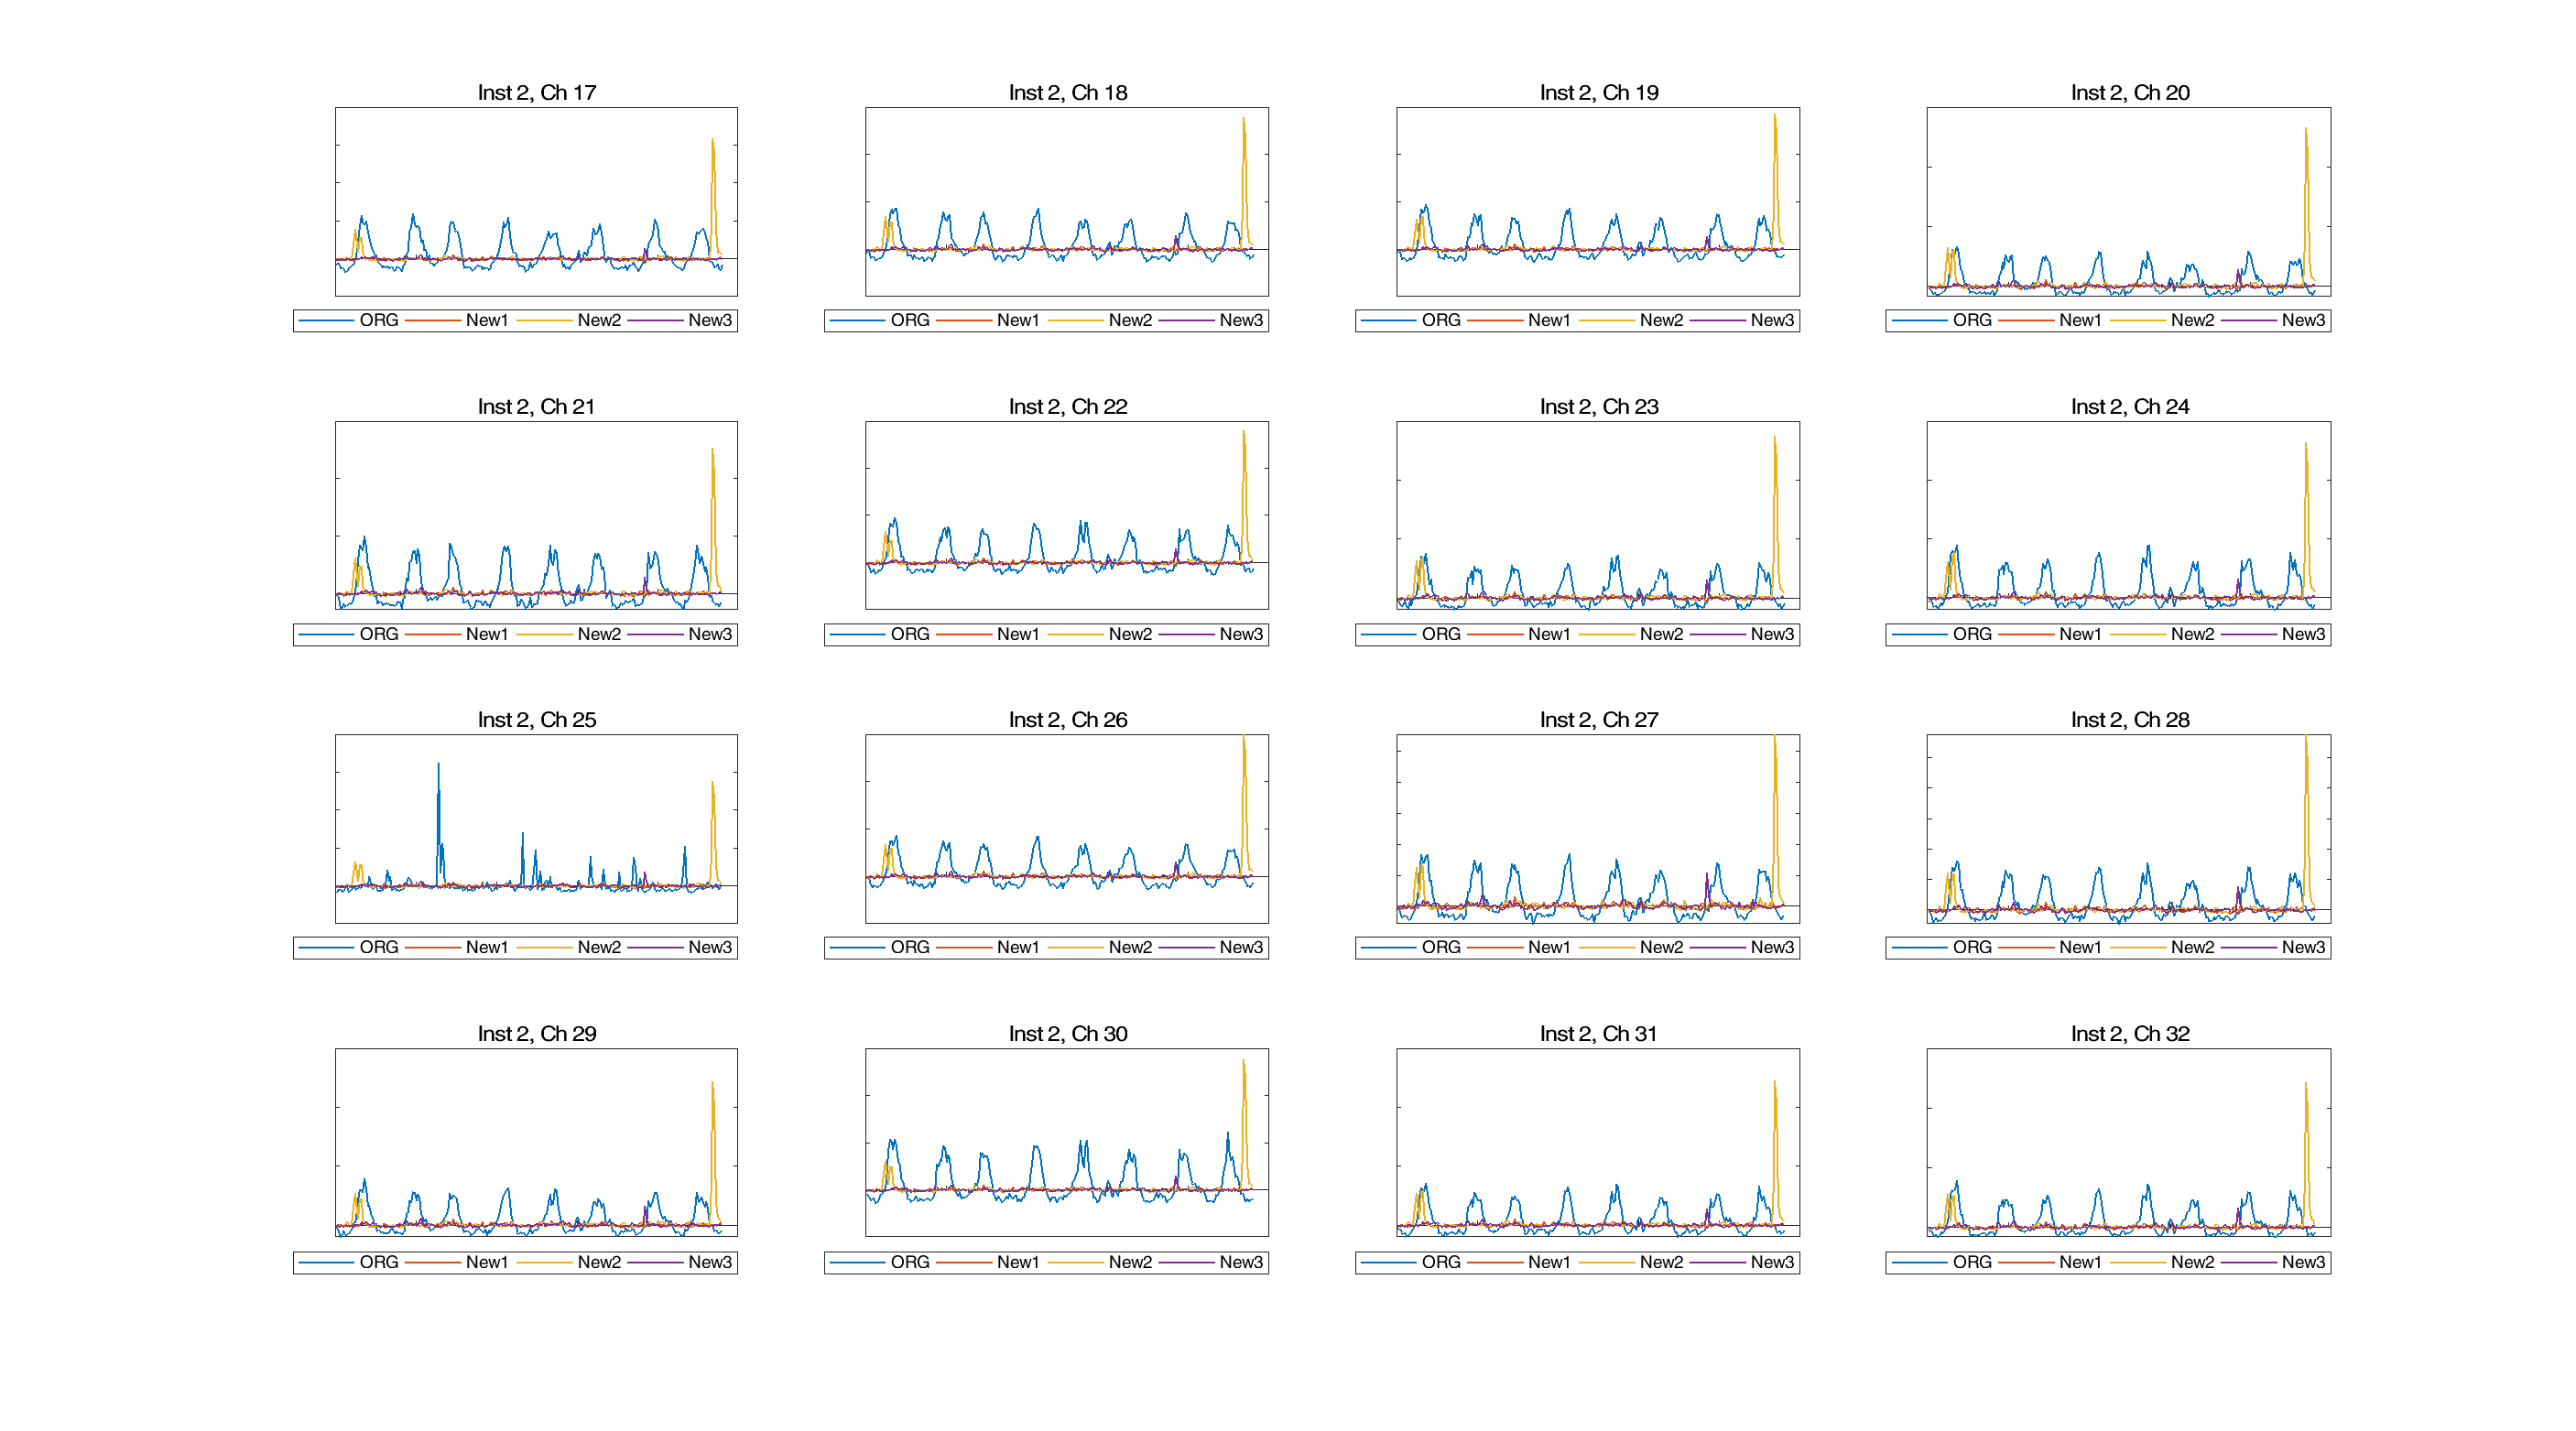 Inst 2, Ch 17
ORG New1 New2 New3
Inst 2, Ch 18
ORG New1 New2 New3
Inst 2, Ch 19
ORG New1 New2 New3
Inst 2, Ch 20
ORG New1 New2 New3
Inst 2, Ch 21
ORG New1 New2 New3
Inst 2, Ch 22
ORG New1 New2 New3
Inst 2, Ch 23
ORG New1 New2 New3
Inst 2, Ch 24
ORG New1 New2 New3
Inst 2, Ch 25
ORG New1 New2 New3
Inst 2, Ch 26
ORG New1 New2 New3
Inst 2, Ch 27
ORG New1 New2 New3
Inst 2, Ch 28
ORG New1 New2 New3
Inst 2, Ch 29
ORG New1 New2 New3
Inst 2, Ch 30
ORG New1 New2 New3
Inst 2, Ch 31
ORG New1 New2 New3
Inst 2, Ch 32
ORG New1 New2 New3